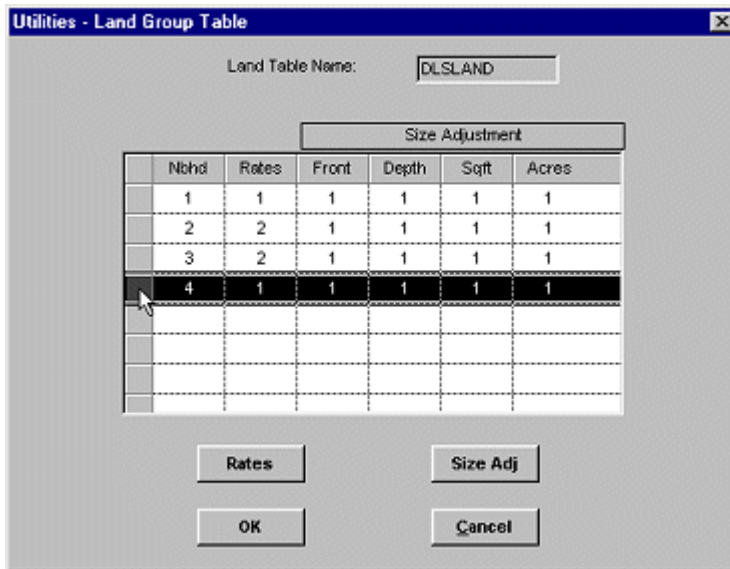 Utilities - Land Group Table
Land Table Name: DLSLAND
Size Adjustment
Nbhd Rates Front Depth Sqft Acres
1 1 1 1 1 1
2 2 1 1 1 1
3 2 1 1 1 1
4 1 1 1 1 1
Rates Size Adj
OK Cancel